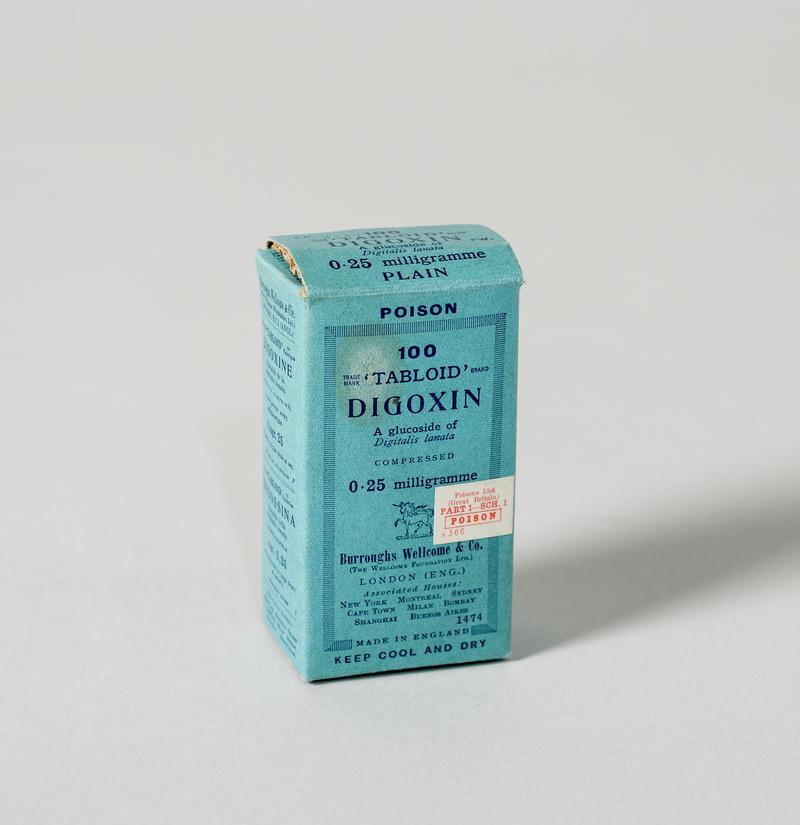 100
'TABLOID'
DIGOXIN
A glucoside of
Digitalis lanata
0·25 milligramme
PLAIN
POISON
100
TRADE MARK 'TABLOID' BRAND
DIGOXIN
A glucoside of
Digitalis lanata
COMPRESSED
0·25 milligramme
Poisons List
(Great Britain)
PART 1—SCH. 1
POISON
s 366
Burroughs Wellcome & Co.
(The Wellcome Foundation Ltd.)
LONDON (ENG.)
Associated Houses:
New York Montreal Sydney
Cape Town Milan Bombay
Shanghai Buenos Aires
1474
MADE IN ENGLAND
KEEP COOL AND DRY